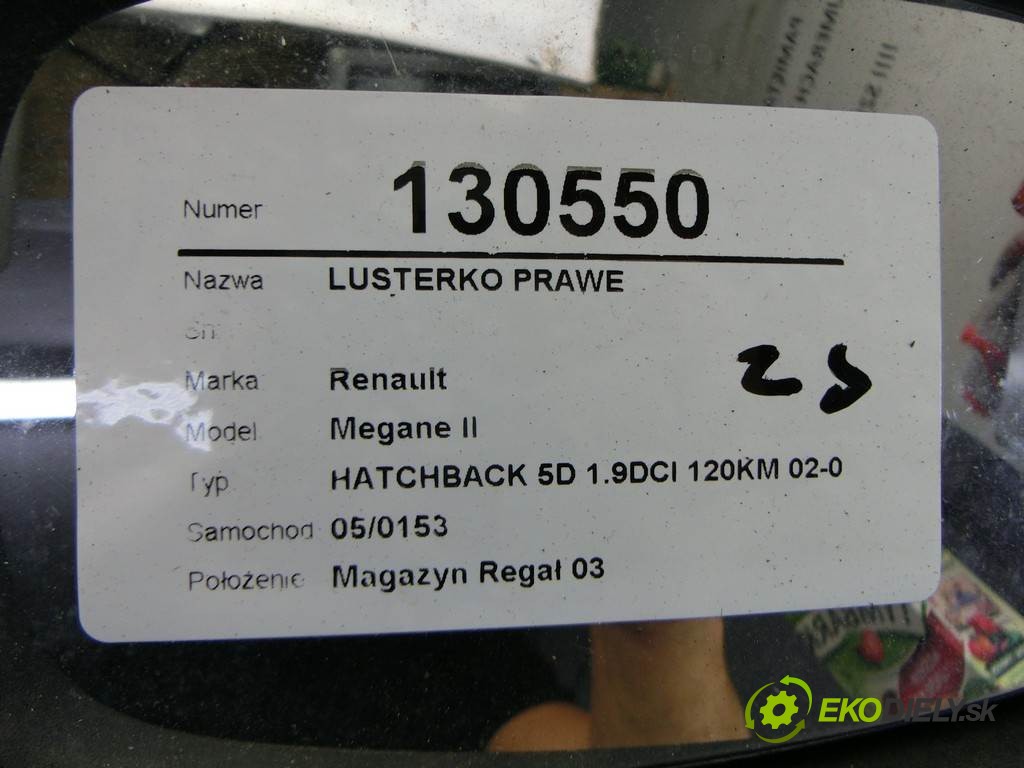 Numer 130550
Nazwa LUSTERKO PRAWE
Sn
Marka Renault
Model Megane II
Typ HATCHBACK 5D 1.9DCI 120KM 02-0
Samochod 05/0153
Położenie Magazyn Regał 03
EKODIELY.sk